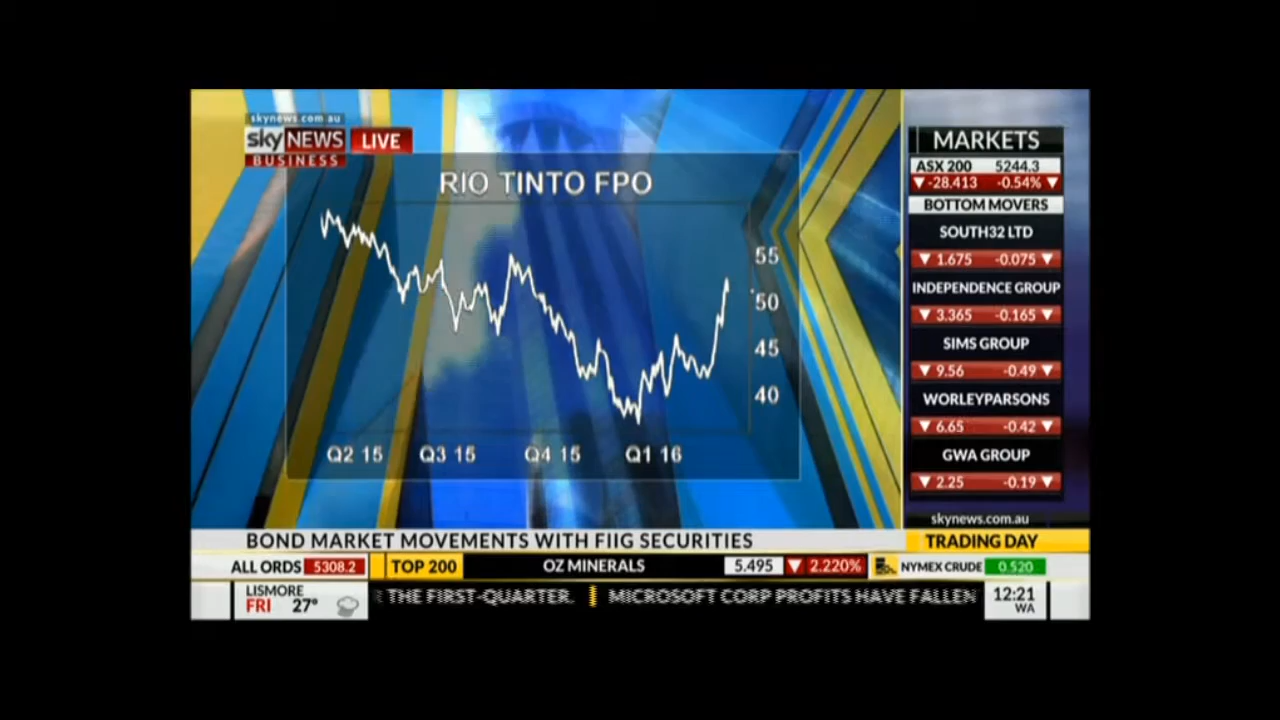 skynews.com.au
sky NEWS LIVE
BUSINESS
RIO TINTO FPO
55
50
45
40
Q2 15 Q3 15 Q4 15 Q1 16
MARKETS
ASX 200 5244.3
▼ -28.413 -0.54% ▼
BOTTOM MOVERS
SOUTH32 LTD
▼ 1.675 -0.075 ▼
INDEPENDENCE GROUP
▼ 3.365 -0.165 ▼
SIMS GROUP
▼ 9.56 -0.49 ▼
WORLEYPARSONS
▼ 6.65 -0.42 ▼
GWA GROUP
▼ 2.25 -0.19 ▼
skynews.com.au
BOND MARKET MOVEMENTS WITH FIIG SECURITIES TRADING DAY
ALL ORDS 5308.2 TOP 200 OZ MINERALS 5.495 ▼ 2.220% NYMEX CRUDE 0.520
LISMORE
FRI 27° THE FIRST-QUARTER. MICROSOFT CORP PROFITS HAVE FALLEN 12:21
WA